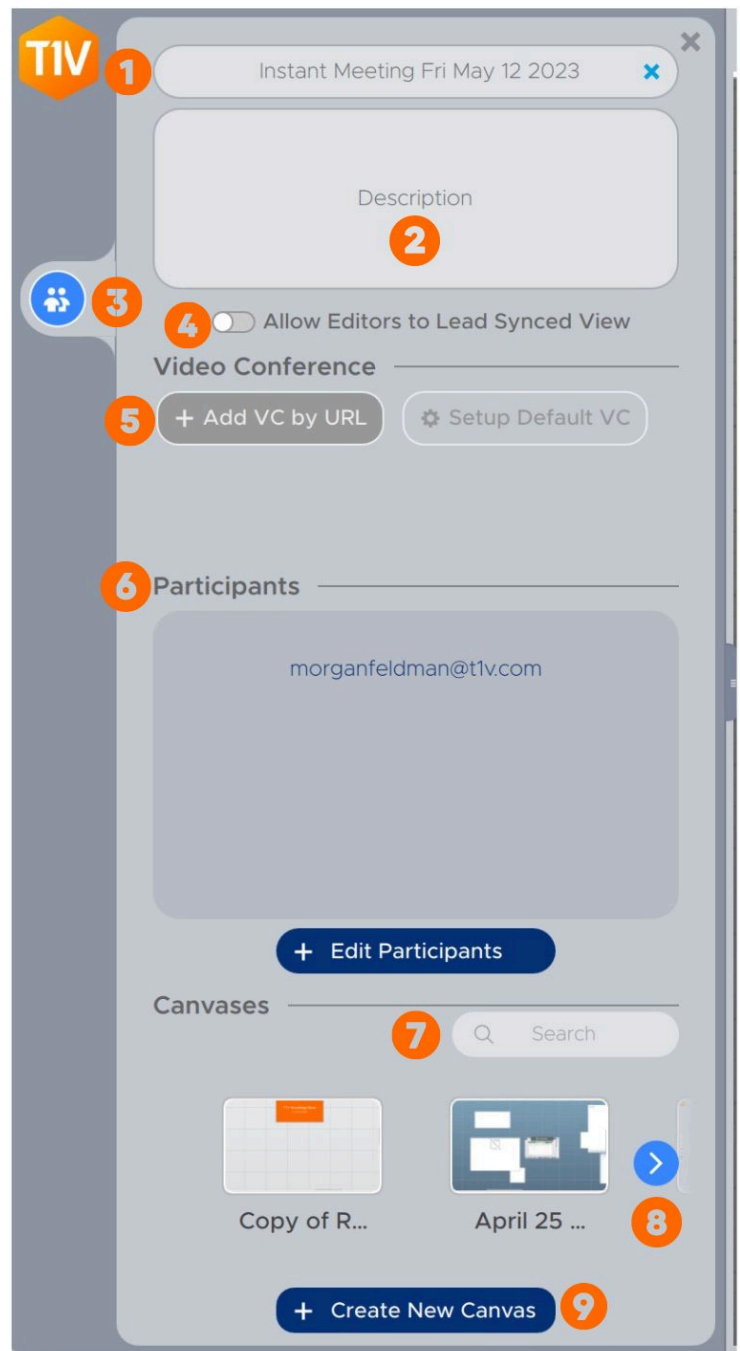 T1V
1
Instant Meeting Fri May 12 2023
Description
2
3
4
Allow Editors to Lead Synced View
Video Conference
5
+ Add VC by URL
Setup Default VC
6
Participants
morganfeldman@t1v.com
+ Edit Participants
Canvases
7
Search
Copy of R...
April 25 ...
8
+ Create New Canvas
9